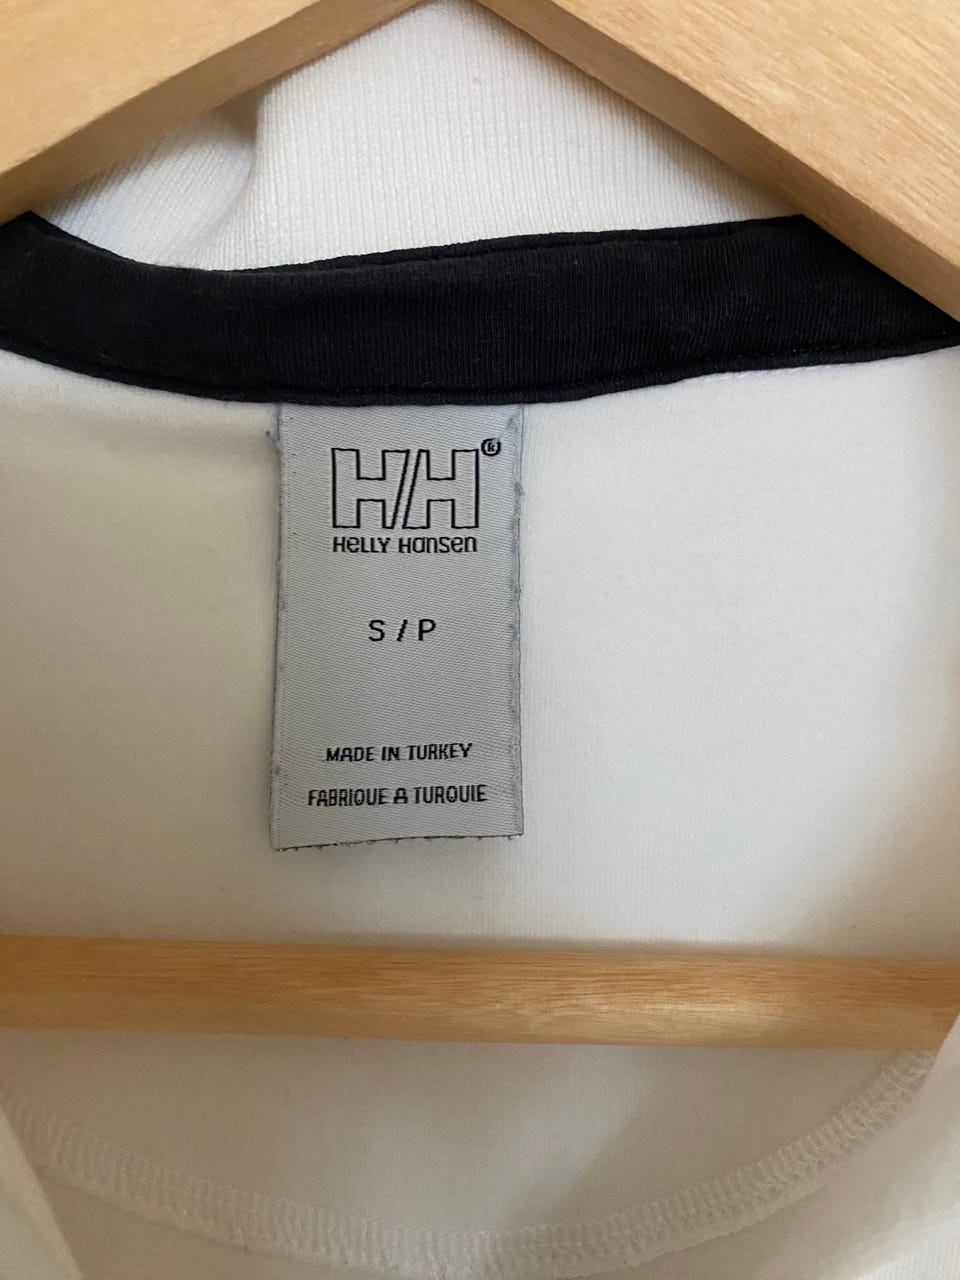 HH®
HELLY HANSEN
S / P
MADE IN TURKEY
FABRIQUE A TURQUIE